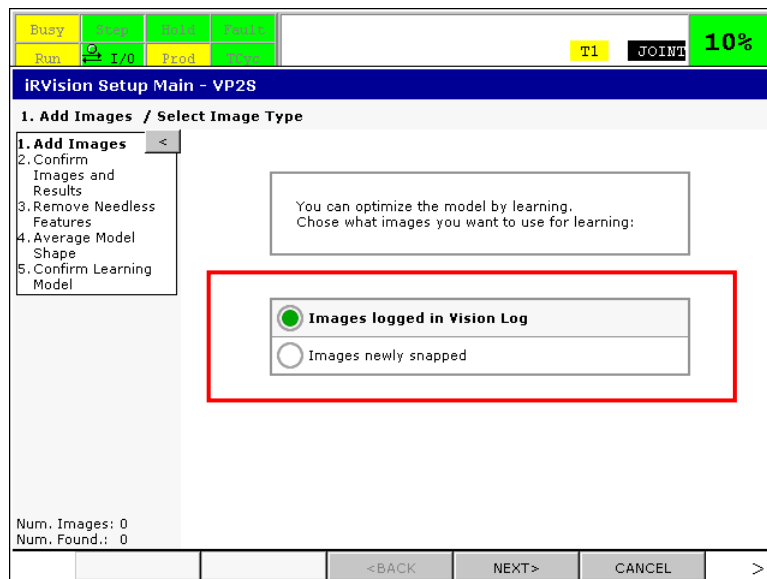 Busy Step Hold Fault
Run I/O Prod TCyc
T1 JOINT 10%
iRVision Setup Main - VP2S
1. Add Images / Select Image Type
1. Add Images <
2. Confirm
Images and
Results
3. Remove Needless
Features
4. Average Model
Shape
5. Confirm Learning
Model
You can optimize the model by learning.
Chose what images you want to use for learning:
Images logged in Vision Log
Images newly snapped
Num. Images: 0
Num. Found.: 0
<BACK NEXT> CANCEL >